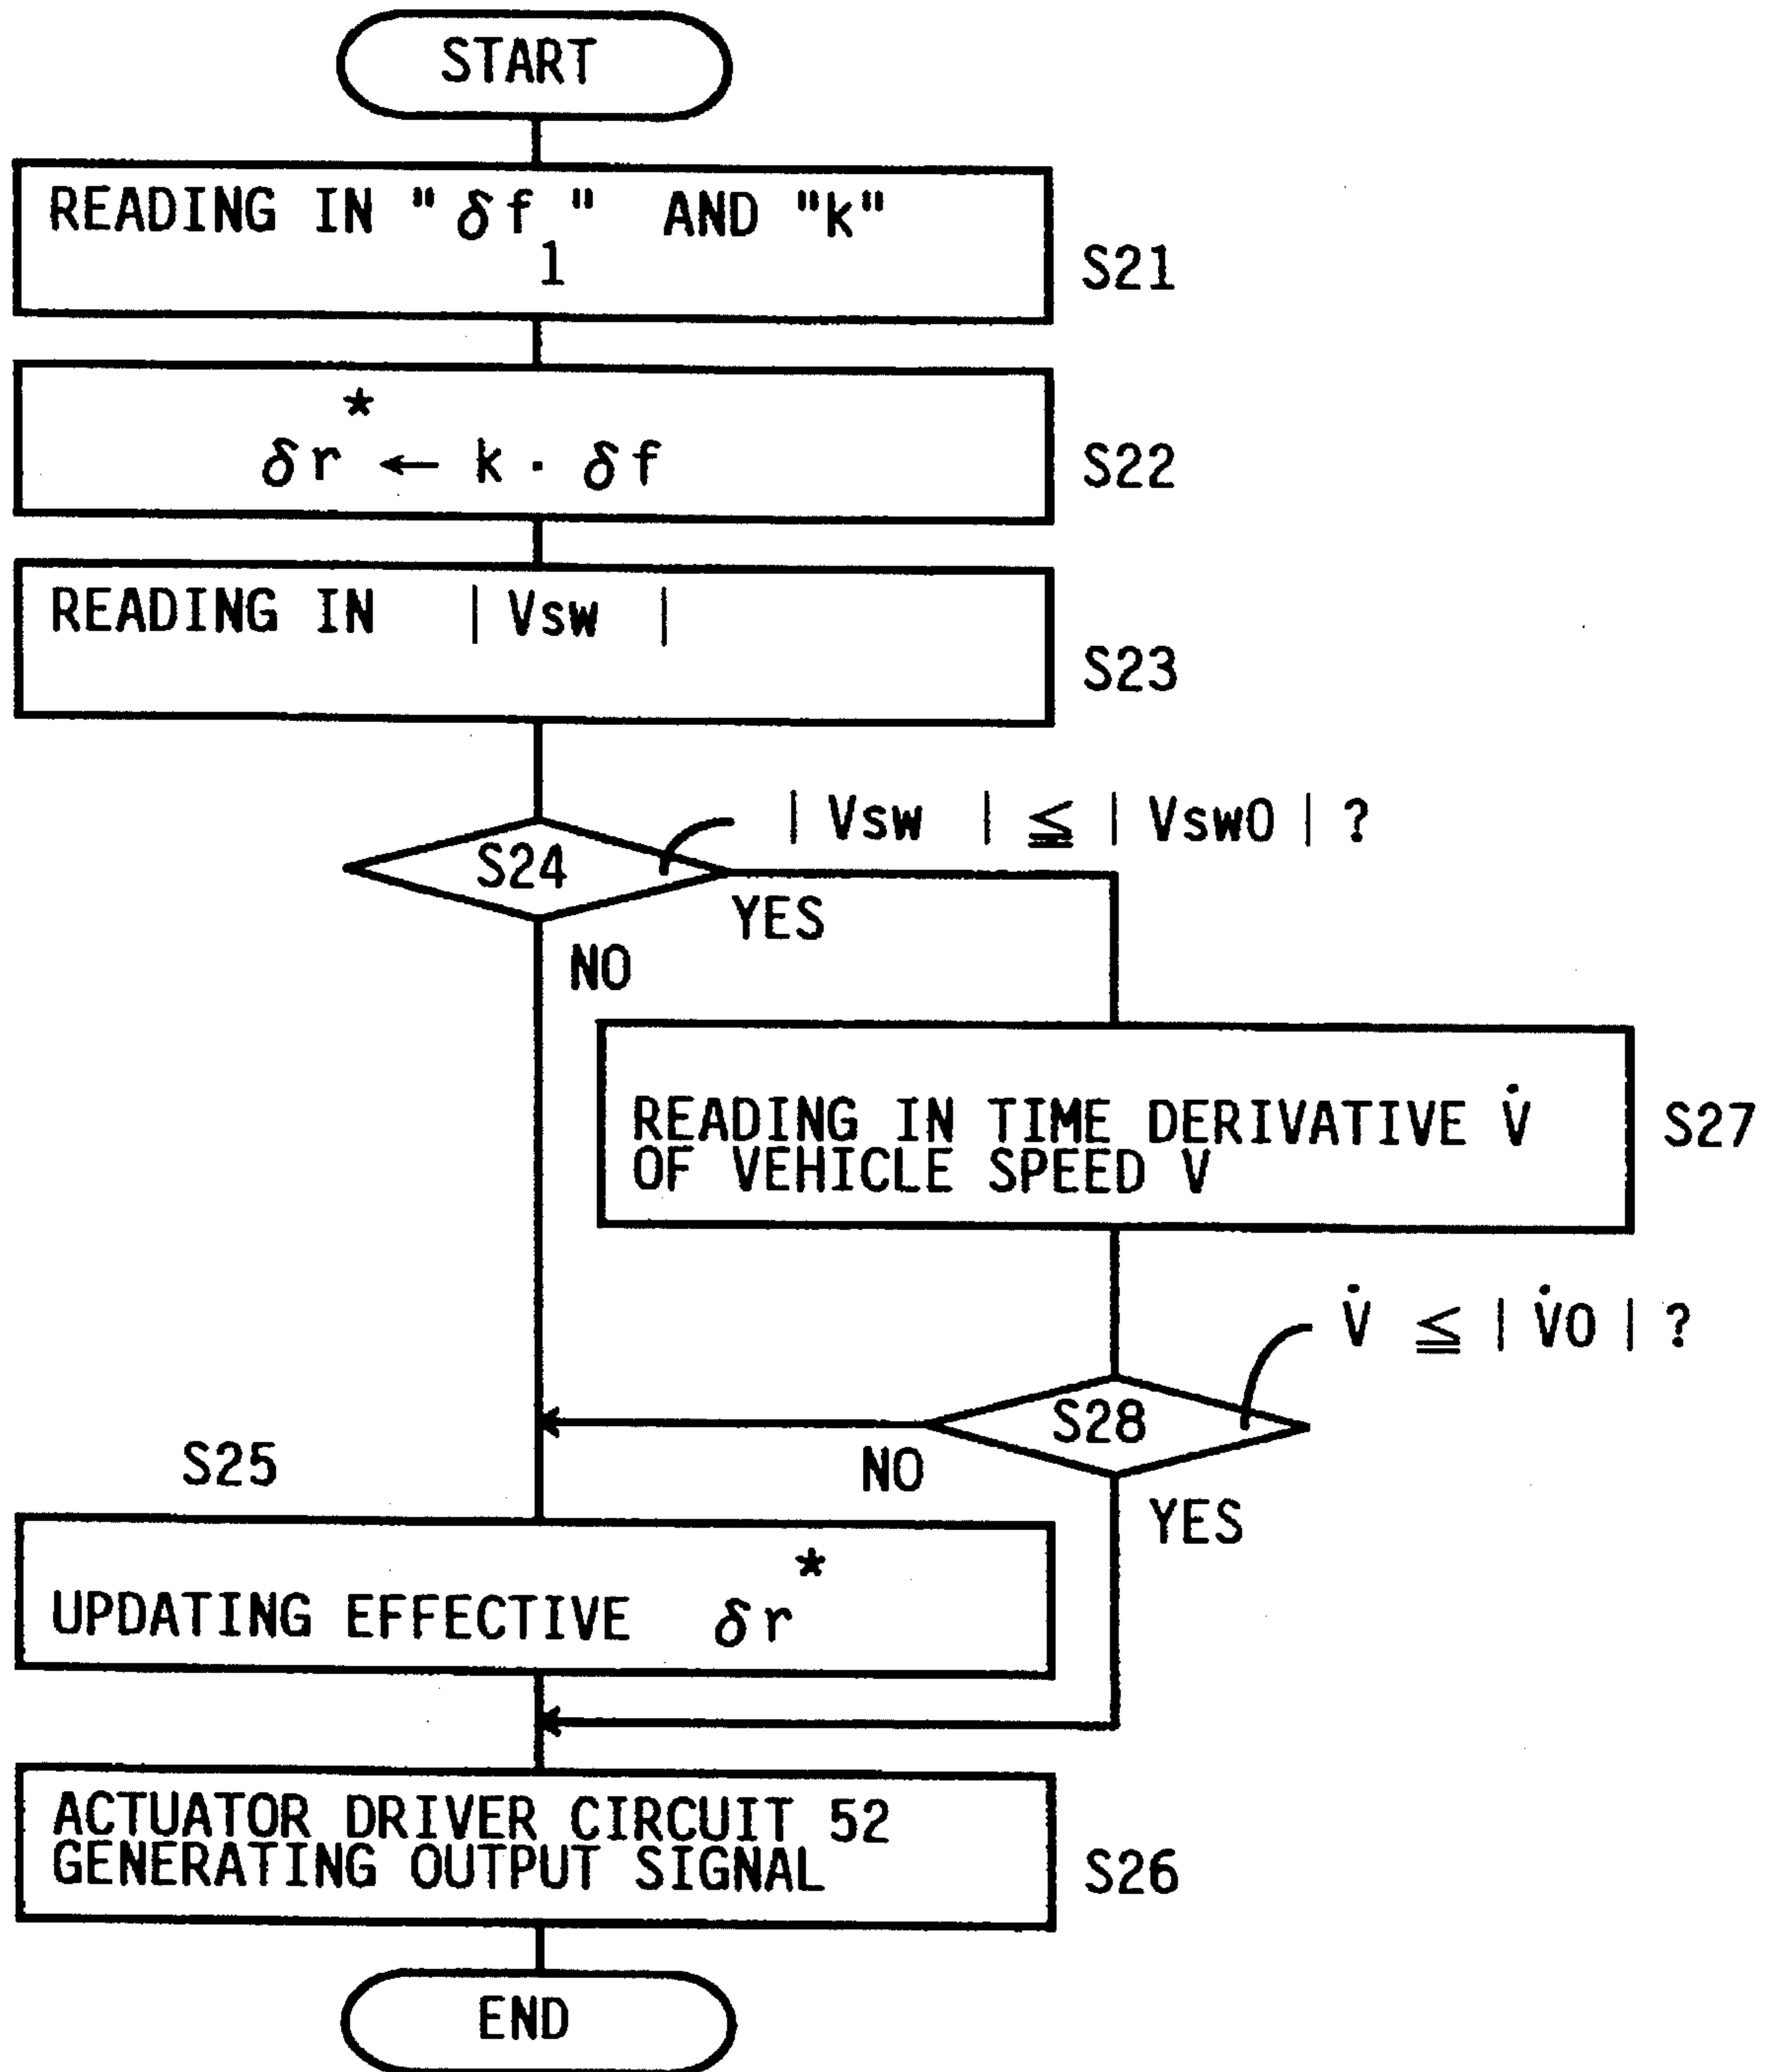 START
READING IN "δf1" AND "k"
S21
δr* ← k · δf
S22
READING IN | Vsw |
S23
| Vsw | ≦ | Vsw0 | ?
S24
YES
NO
READING IN TIME DERIVATIVE V̇
OF VEHICLE SPEED V
S27
V̇ ≦ | V̇0 | ?
S28
NO
YES
S25
UPDATING EFFECTIVE δr*
ACTUATOR DRIVER CIRCUIT 52
GENERATING OUTPUT SIGNAL
S26
END